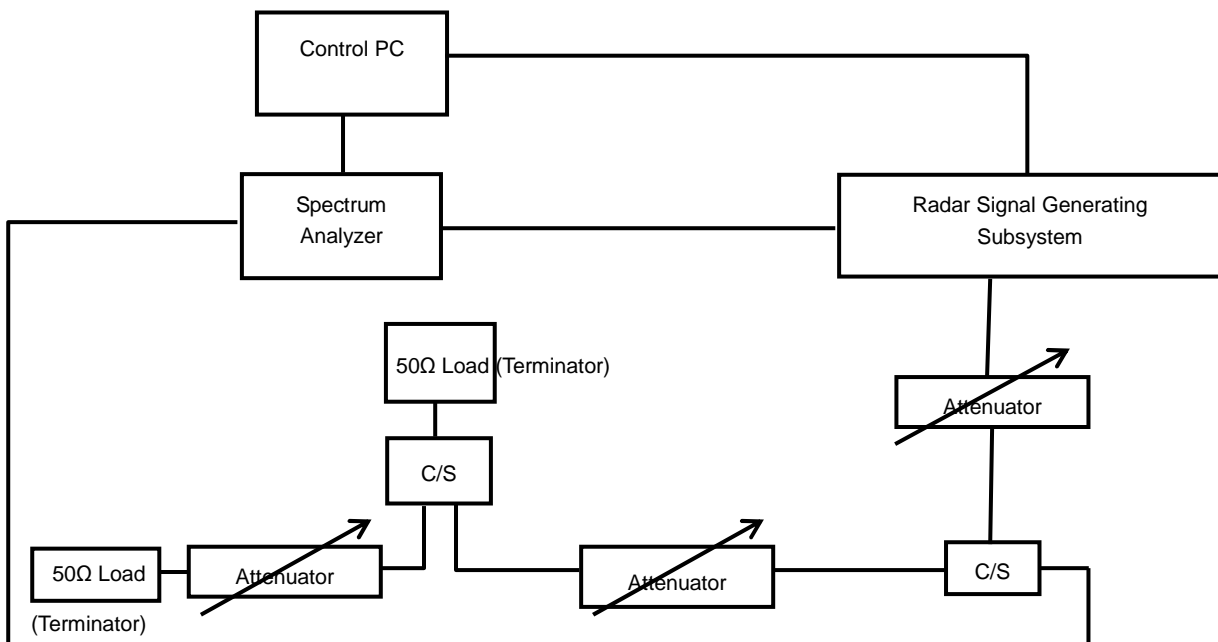 Control PC
Spectrum
Analyzer
Radar Signal Generating
Subsystem
50Ω Load (Terminator)
Attenuator
C/S
50Ω Load
(Terminator)
Attenuator
Attenuator
C/S